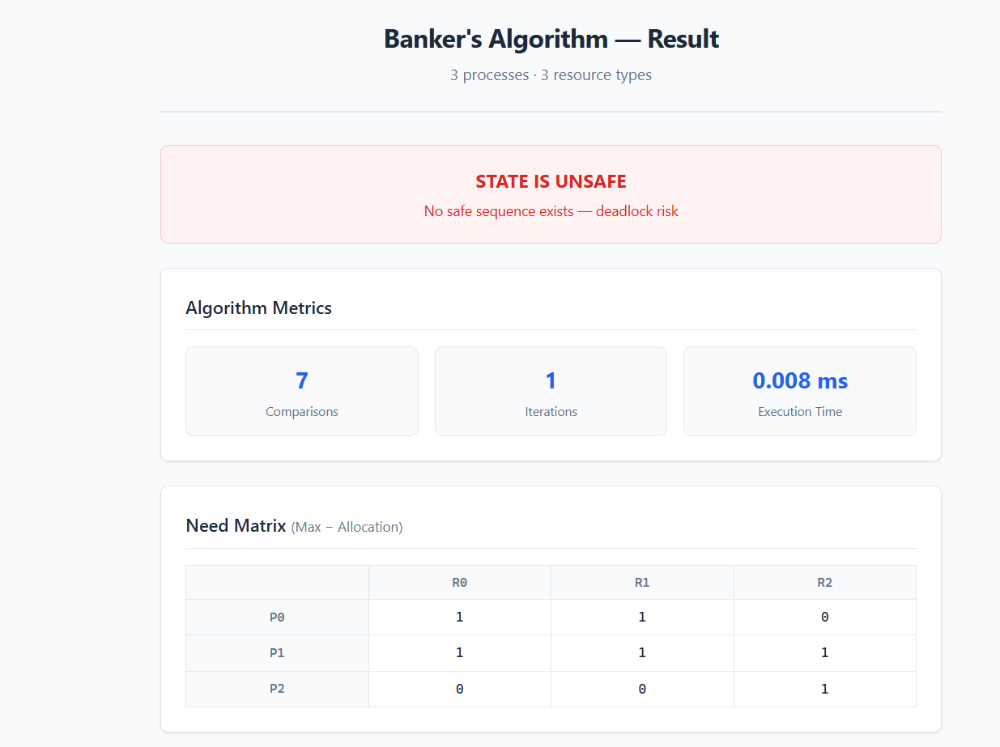 Banker's Algorithm — Result
3 processes · 3 resource types
STATE IS UNSAFE
No safe sequence exists — deadlock risk
Algorithm Metrics
7 1 0.008 ms
Comparisons Iterations Execution Time
Need Matrix (Max − Allocation)
R0 R1 R2
P0 1 1 0
P1 1 1 1
P2 0 0 1